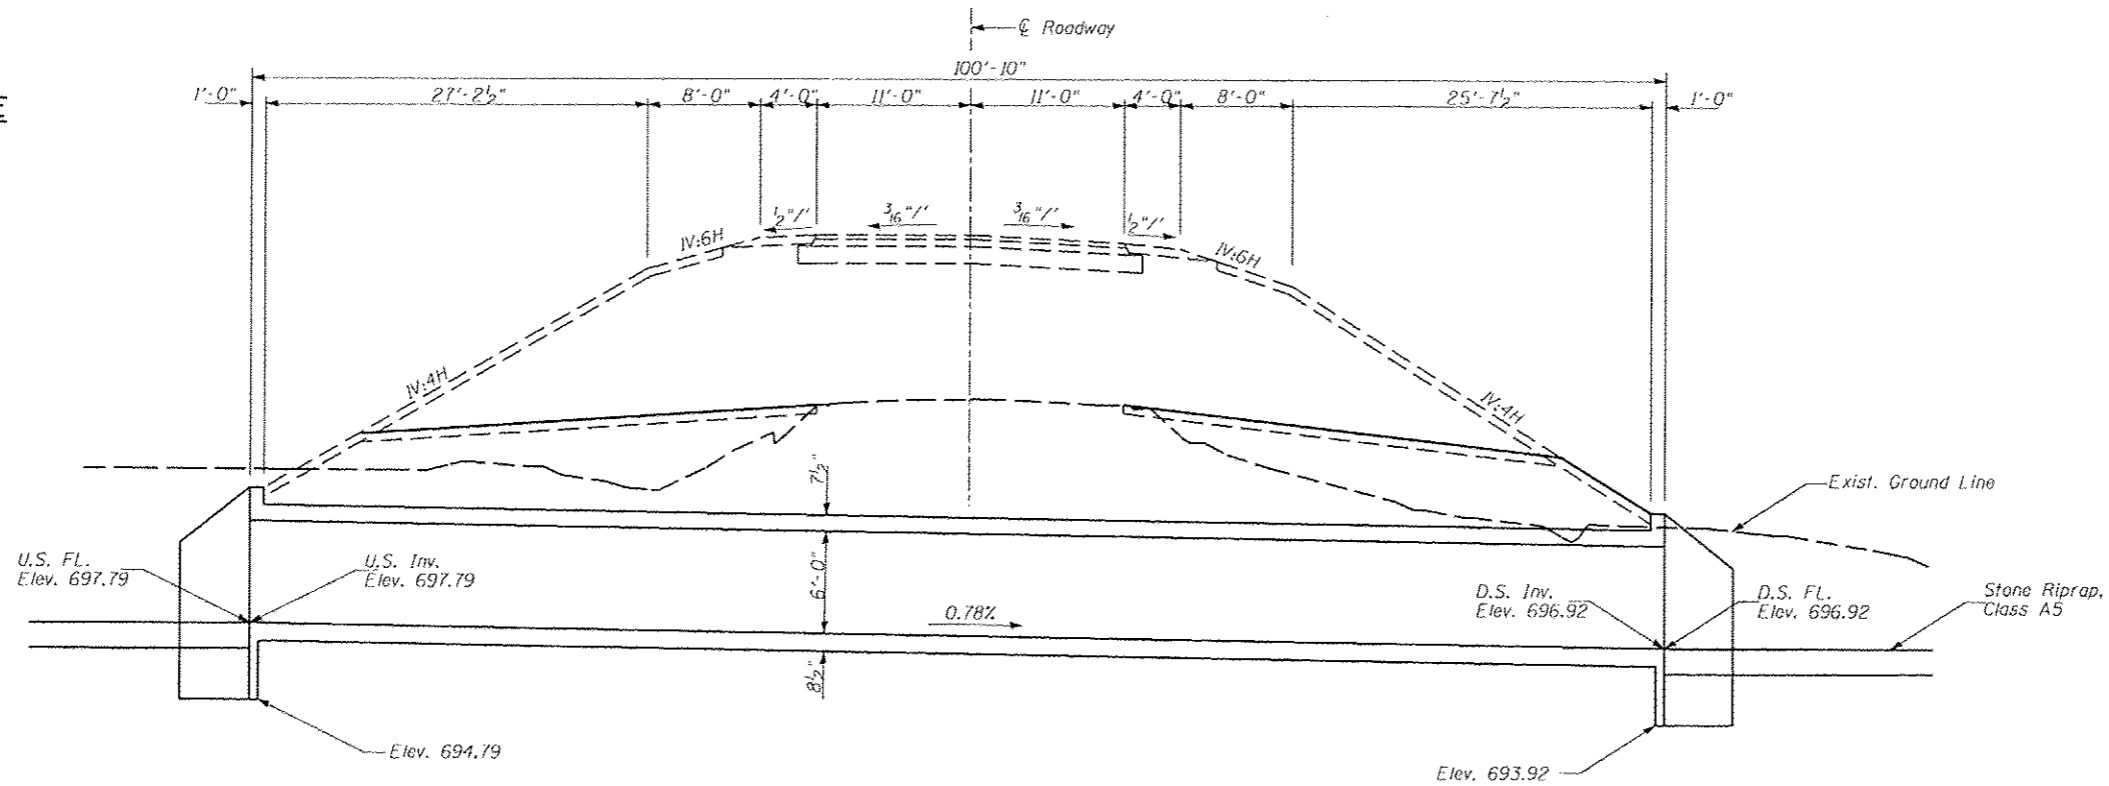 ℄ Roadway
100'-10"
1'-0" 27'-2½" 8'-0" 4'-0" 11'-0" 11'-0" 4'-0" 8'-0" 25'-7½" 1'-0"
½"/' 3/16"/' 3/16"/' ½"/'
1V:6H 1V:6H
1V:4H 1V:4H
7½"
Exist. Ground Line
U.S. FL.
Elev. 697.79
U.S. Inv.
Elev. 697.79
6'-0"
0.78%
D.S. Inv.
Elev. 696.92
D.S. FL.
Elev. 696.92
Stone Riprap,
Class A5
8½"
Elev. 694.79
Elev. 693.92